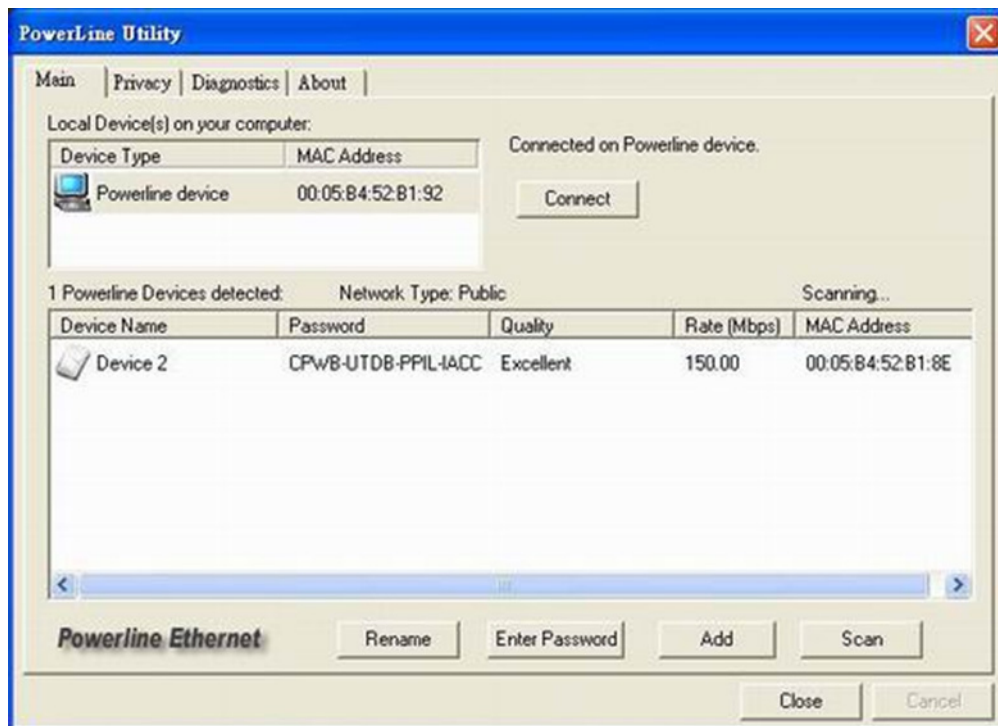 PowerLine Utility
Main Privacy Diagnostics About
Local Device(s) on your computer:
Device Type MAC Address
Powerline device 00:05:B4:52:B1:92
Connected on Powerline device.
Connect
1 Powerline Devices detected: Network Type: Public Scanning...
Device Name Password Quality Rate (Mbps) MAC Address
Device 2 CPWB-UTDB-PPIL-IACC Excellent 150.00 00:05:B4:52:B1:8E
Powerline Ethernet Rename Enter Password Add Scan
Close Cancel